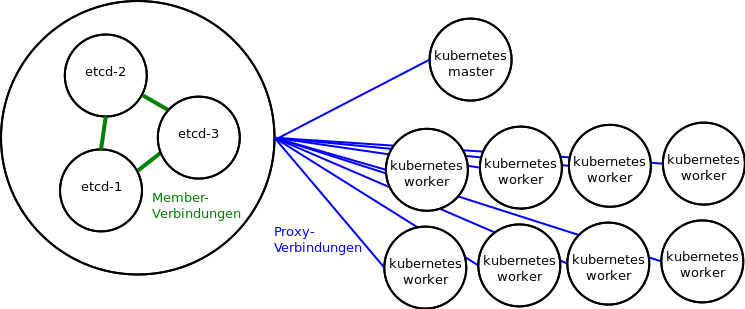 etcd-2
etcd-3
etcd-1
Member-
Verbindungen
Proxy-
Verbindungen
kubernetes
master
kubernetes
worker
kubernetes
worker
kubernetes
worker
kubernetes
worker
kubernetes
worker
kubernetes
worker
kubernetes
worker
kubernetes
worker